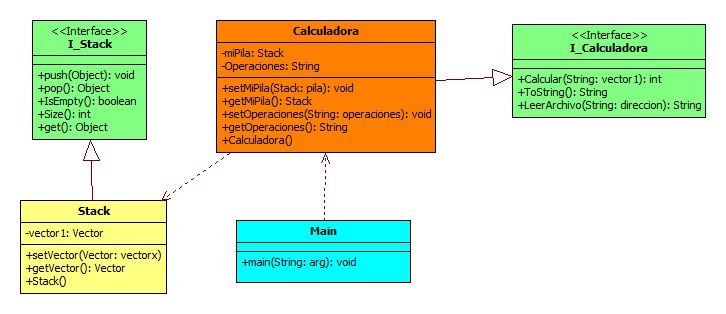 <<Interface>>
I_Stack
+push(Object): void
+pop(): Object
+IsEmpty(): boolean
+Size(): int
+get(): Object
Calculadora
-miPila: Stack
-Operaciones: String
+setMiPila(Stack: pila): void
+getMiPila(): Stack
+setOperaciones(String: operaciones): void
+getOperaciones(): String
+Calculadora()
<<Interface>>
I_Calculadora
+Calcular(String: vector1): int
+ToString(): String
+LeerArchivo(String: direccion): String
Stack
-vector1: Vector
+setVector(Vector: vectorx)
+getVector(): Vector
+Stack()
Main
+main(String: arg): void